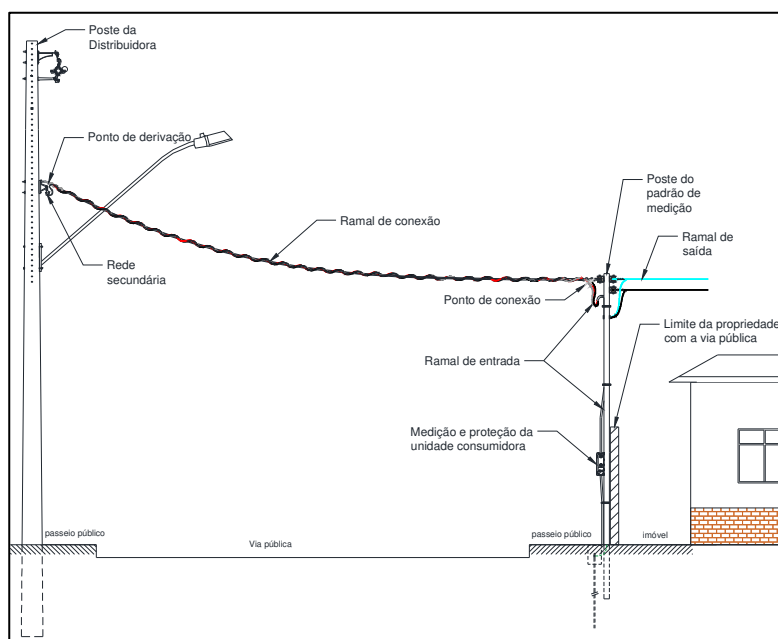 Poste da
Distribuidora
Ponto de derivação
Poste do
padrão de
medição
Ramal de conexão
Ramal de
saída
Rede
secundária
Ponto de conexão
Limite da propriedade
com a via pública
Ramal de entrada
Medição e proteção da
unidade consumidora
passeio público
Via pública
passeio público
imóvel